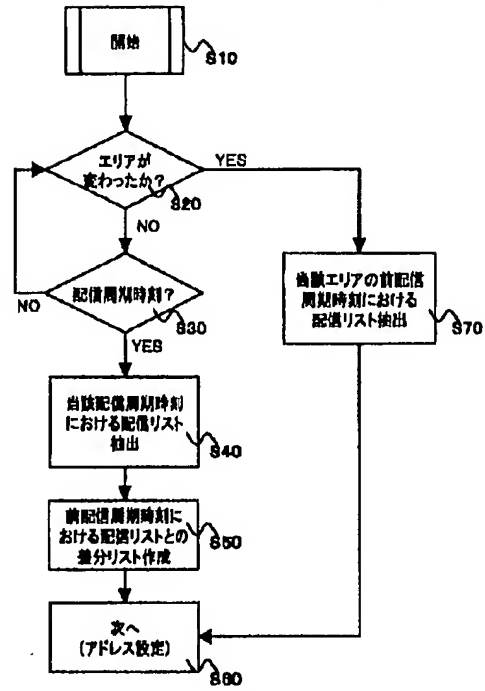 開始
S10
エリアが
変わったか？
S20
YES
NO
配信周期時刻？
S30
NO
YES
当該エリアの前配信
周期時刻における
配信リスト抽出
S70
当該配信周期時刻
における配信リスト
抽出
S40
前配信周期時刻に
おける配信リストとの
差分リスト作成
S50
次へ
（アドレス設定）
S60